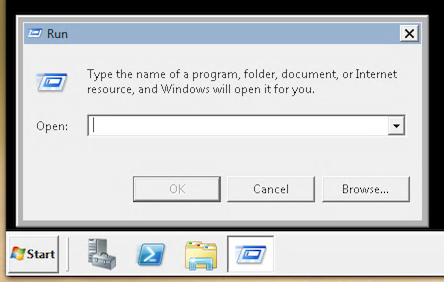 Run
Type the name of a program, folder, document, or Internet
resource, and Windows will open it for you.
Open:
OK
Cancel
Browse...
Start